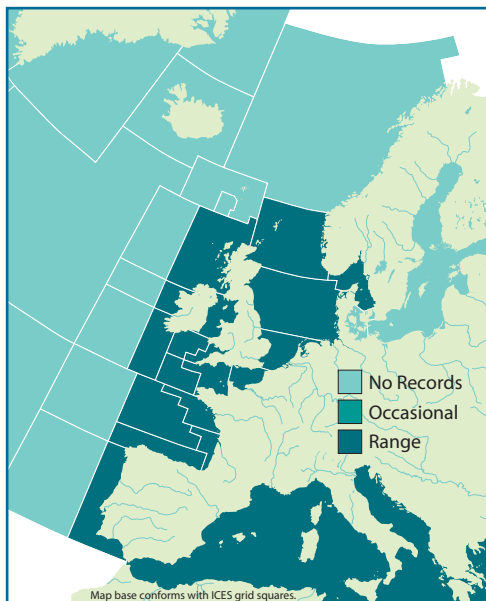 No Records
Occasional
Range
Map base conforms with ICES grid squares.